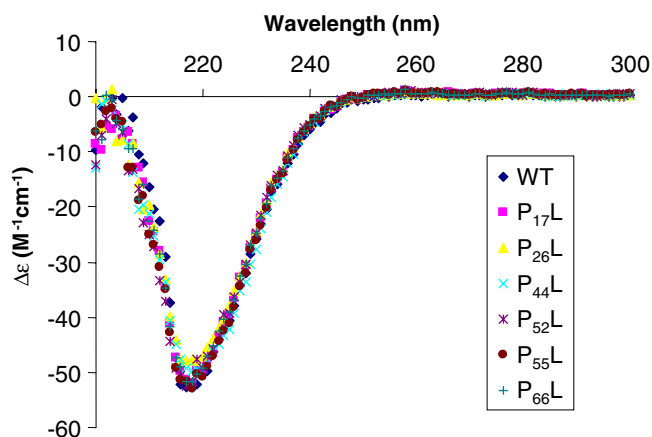 Wavelength (nm)
10
220 240 260 280 300
0
-10
-20
-30
-40
-50
-60
Δε (M⁻¹cm⁻¹)
WT
P₁₇L
P₂₆L
P₄₄L
P₅₂L
P₅₅L
P₆₆L